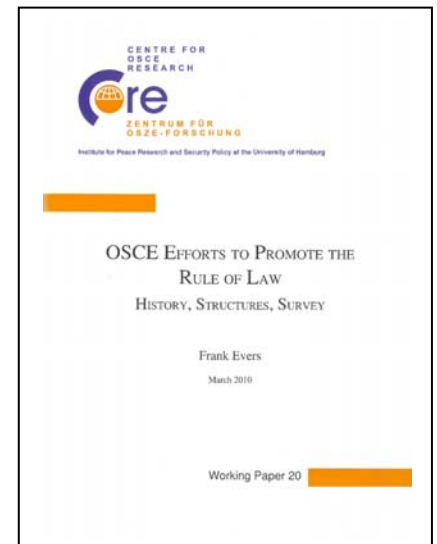 CENTRE FOR
OSCE
RESEARCH
Core
ZENTRUM FÜR
OSZE-FORSCHUNG
Institute for Peace Research and Security Policy at the University of Hamburg
OSCE EFFORTS TO PROMOTE THE
RULE OF LAW
HISTORY, STRUCTURES, SURVEY
Frank Evers
March 2010
Working Paper 20